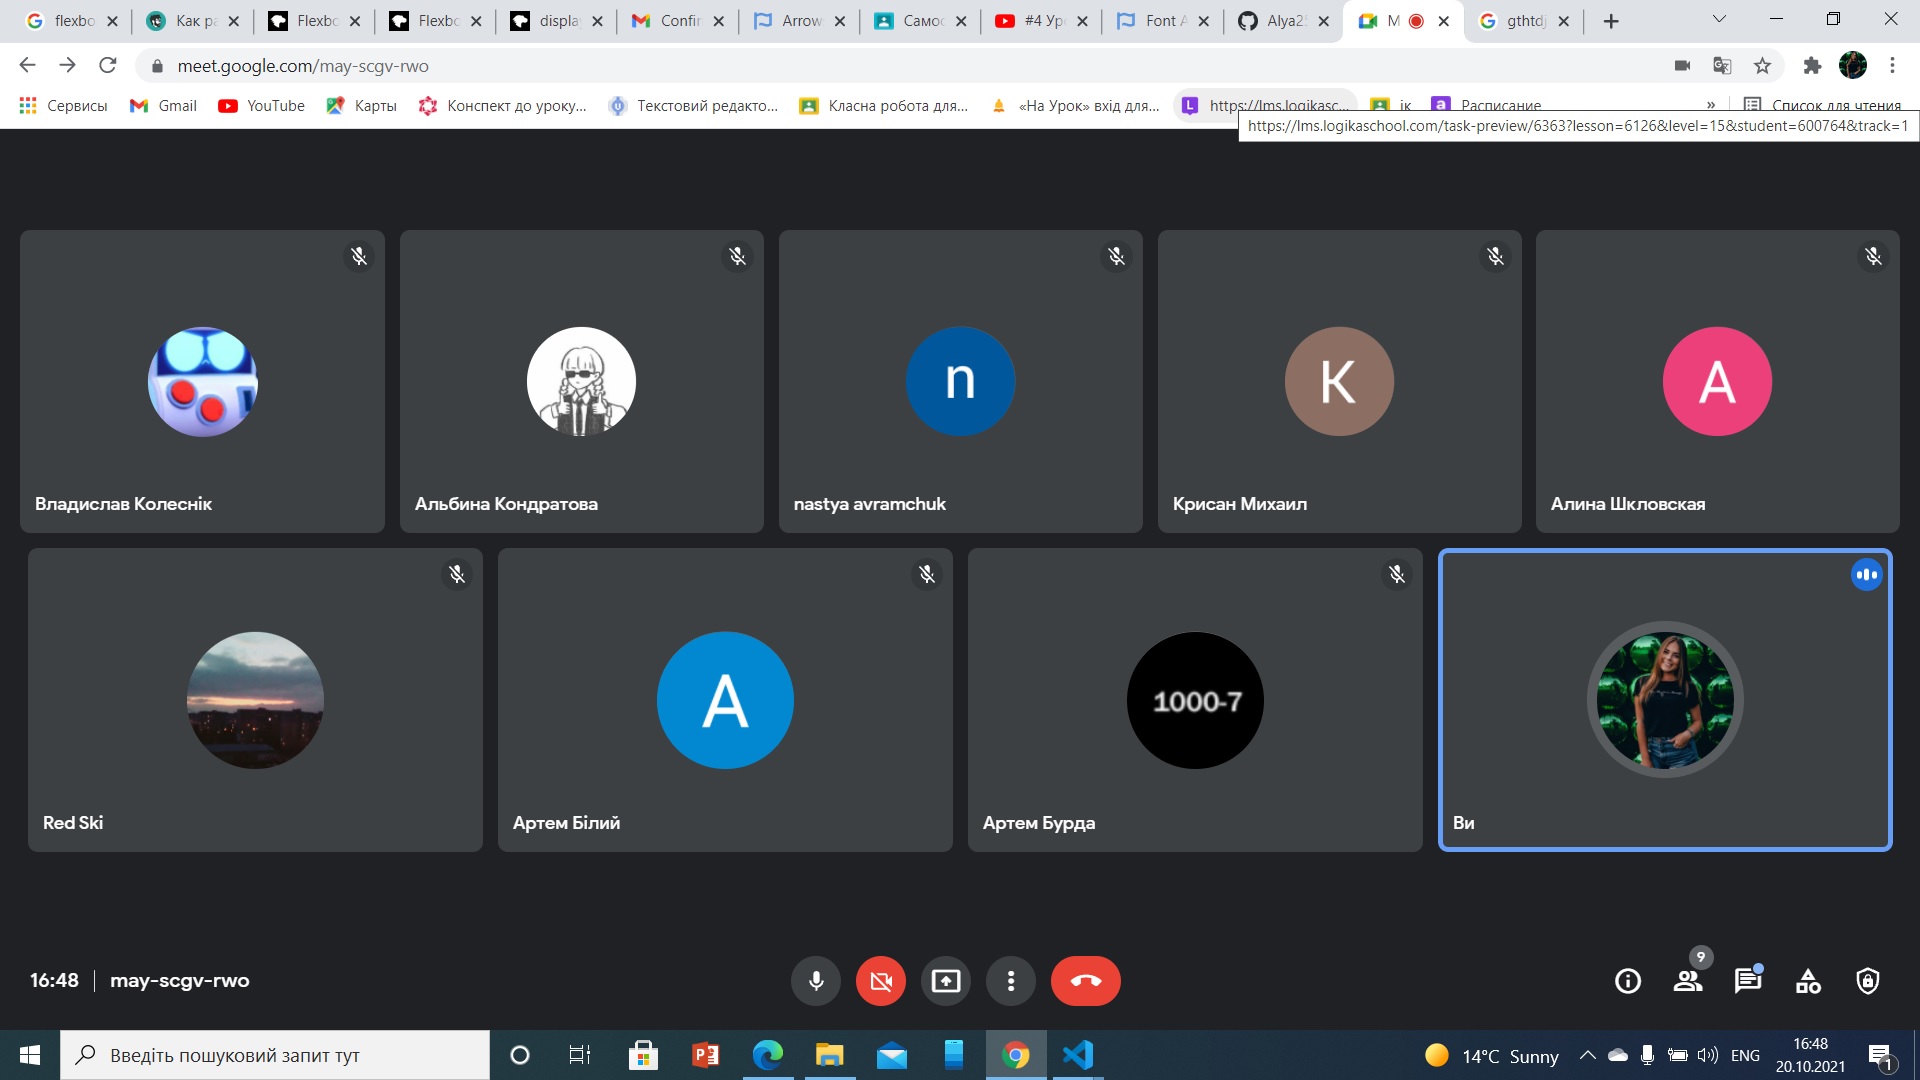 flexbo
Как ра
Flexbo
Flexbo
display
Confir
Arrow
Самос
#4 Уро
Font A
Alya2
M
gthtdj
meet.google.com/may-scgv-rwo
Сервисы
Gmail
YouTube
Карты
Конспект до уроку...
Текстовий редакто...
Класна робота для...
«На Урок» вхід для...
https://lms.logikasc...
ік
Расписание
»
Список для чтения
https://lms.logikaschool.com/task-preview/6363?lesson=6126&level=15&student=600764&track=1
n
K
A
Владислав Колеснік
Альбина Кондратова
nastya avramchuk
Крисан Михаил
Алина Шкловская
A
1000-7
Red Ski
Артем Білий
Артем Бурда
Ви
16:48 | may-scgv-rwo
9
Введіть пошуковий запит тут
14°C Sunny
ENG
16:48
20.10.2021
1